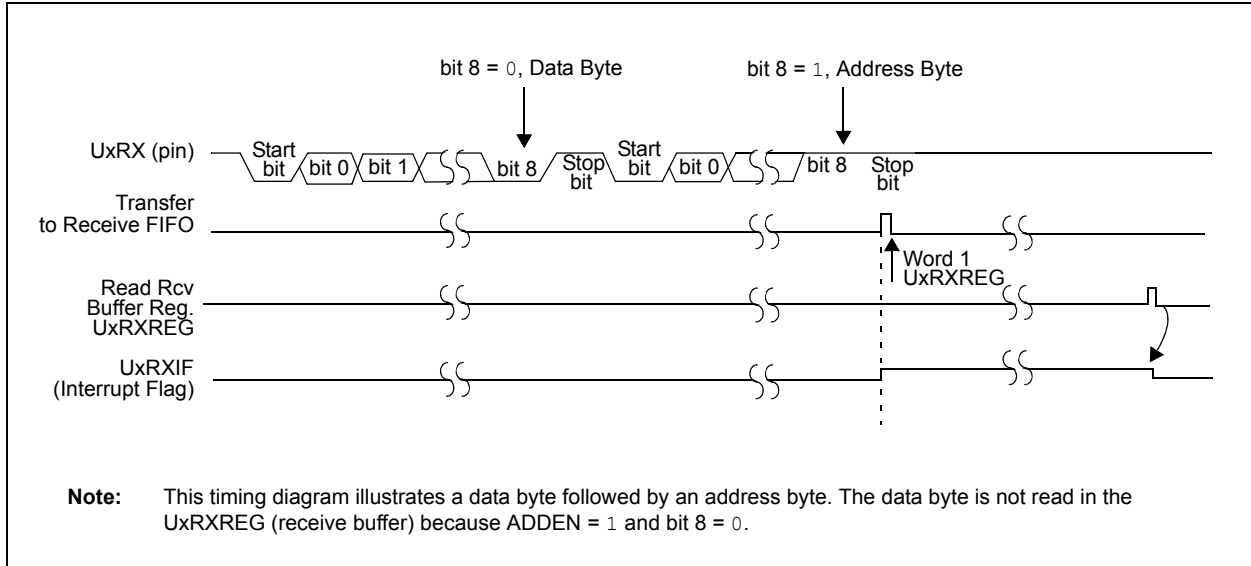 bit 8 = 0, Data Byte
bit 8 = 1, Address Byte
UxRX (pin)
Start
bit
bit 0
bit 1
bit 8
Stop
bit
Start
bit
bit 0
bit 8
Stop
bit
Transfer
to Receive FIFO
Word 1
UxRXREG
Read Rcv
Buffer Reg.
UxRXREG
UxRXIF
(Interrupt Flag)
Note: This timing diagram illustrates a data byte followed by an address byte. The data byte is not read in the
UxRXREG (receive buffer) because ADDEN = 1 and bit 8 = 0.